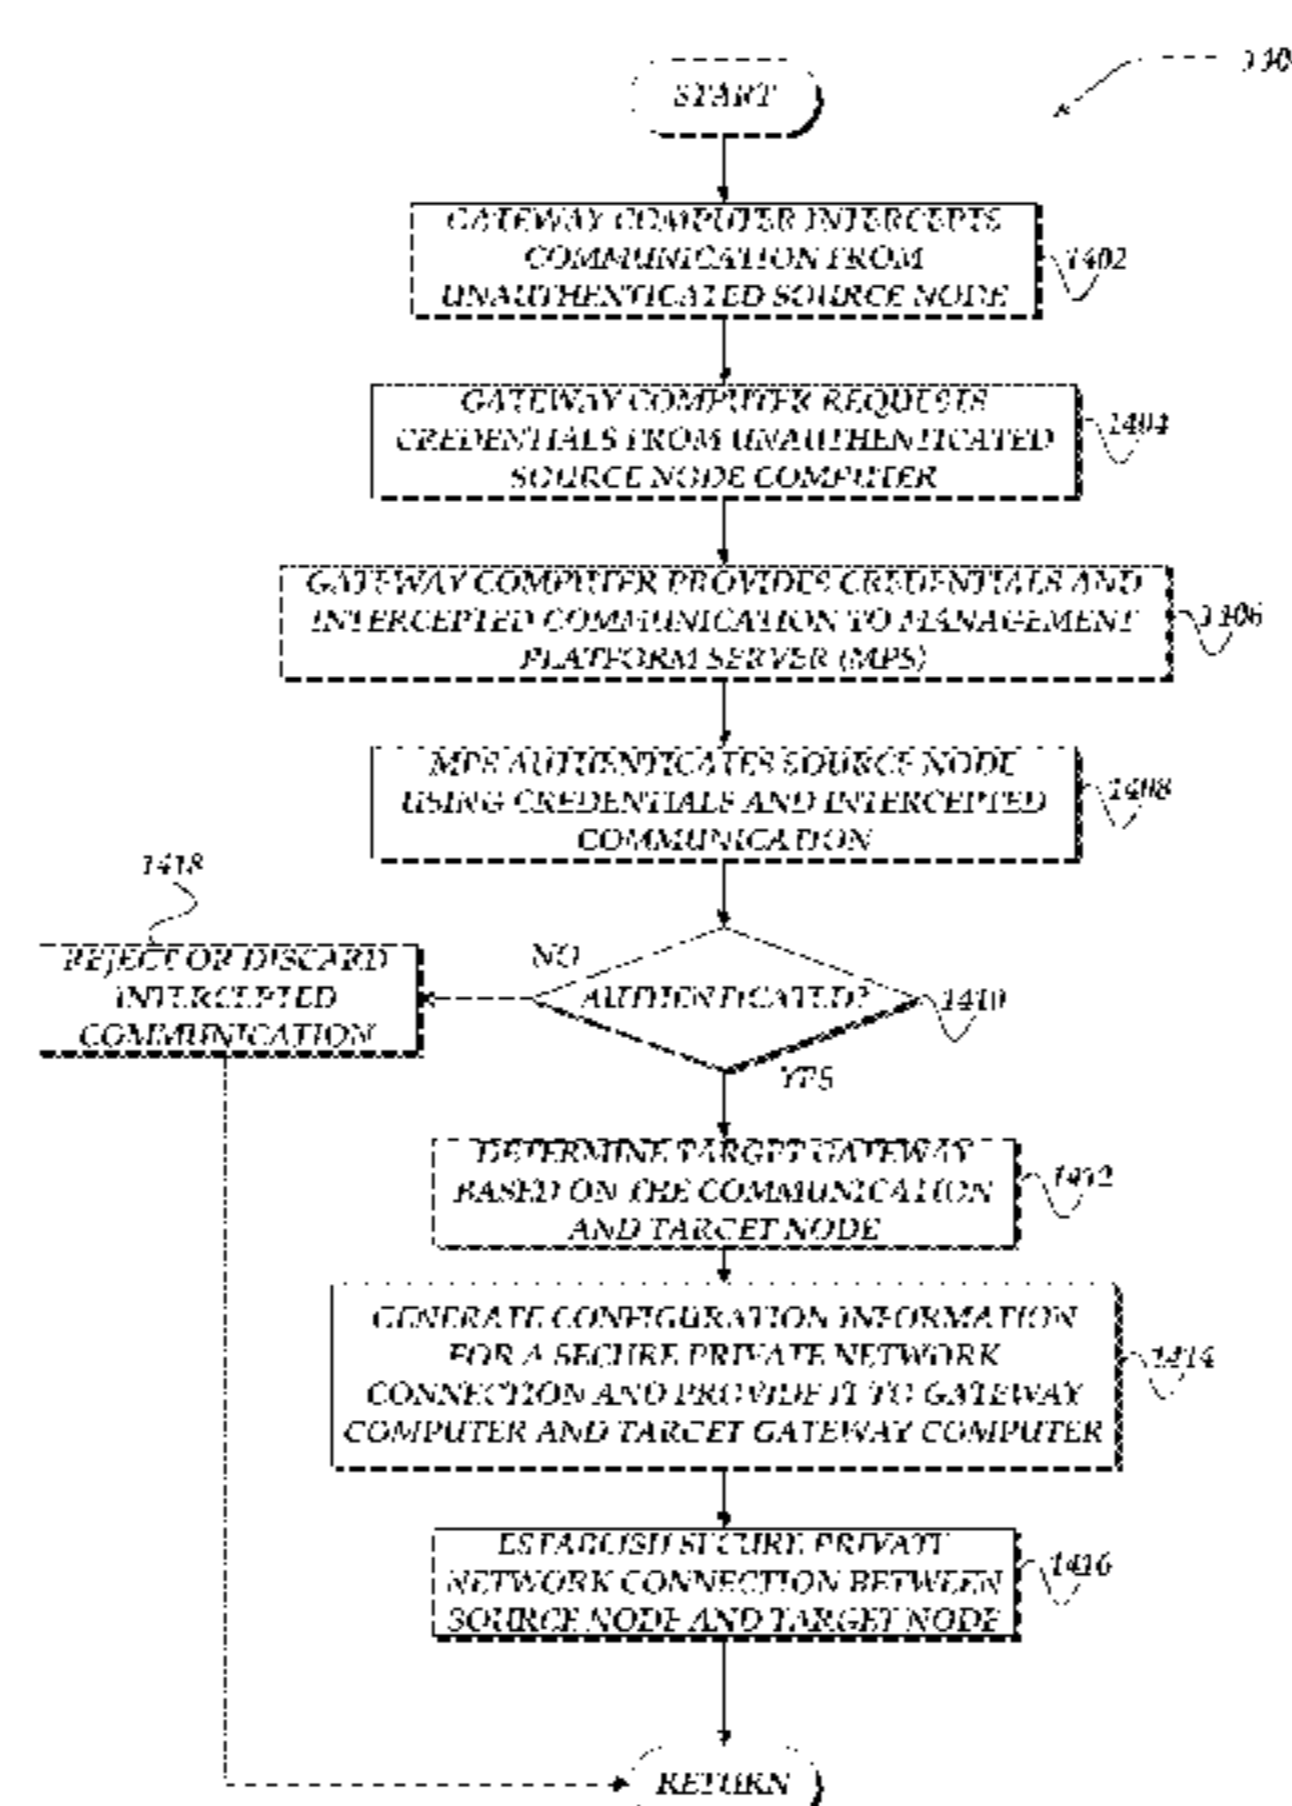 START
GATEWAY COMPUTER INTERCEPTS
COMMUNICATION FROM
UNAUTHENTICATED SOURCE NODE
1402
GATEWAY COMPUTER REQUESTS
CREDENTIALS FROM UNAUTHENTICATED
SOURCE NODE COMPUTER
1404
GATEWAY COMPUTER PROVIDES CREDENTIALS AND
INTERCEPTED COMMUNICATION TO MANAGEMENT
PLATFORM SERVER (MPS)
1406
MPS AUTHENTICATES SOURCE NODE
USING CREDENTIALS AND INTERCEPTED
COMMUNICATION
1408
1418
REJECT OR DISCARD
INTERCEPTED
COMMUNICATION
NO
AUTHENTICATED?
1410
YES
DETERMINE TARGET GATEWAY
BASED ON THE COMMUNICATION
AND TARGET NODE
1412
GENERATE CONFIGURATION INFORMATION
FOR A SECURE PRIVATE NETWORK
CONNECTION AND PROVIDE IT TO GATEWAY
COMPUTER AND TARGET GATEWAY COMPUTER
1414
ESTABLISH SECURE PRIVATE
NETWORK CONNECTION BETWEEN
SOURCE NODE AND TARGET NODE
1416
RETURN